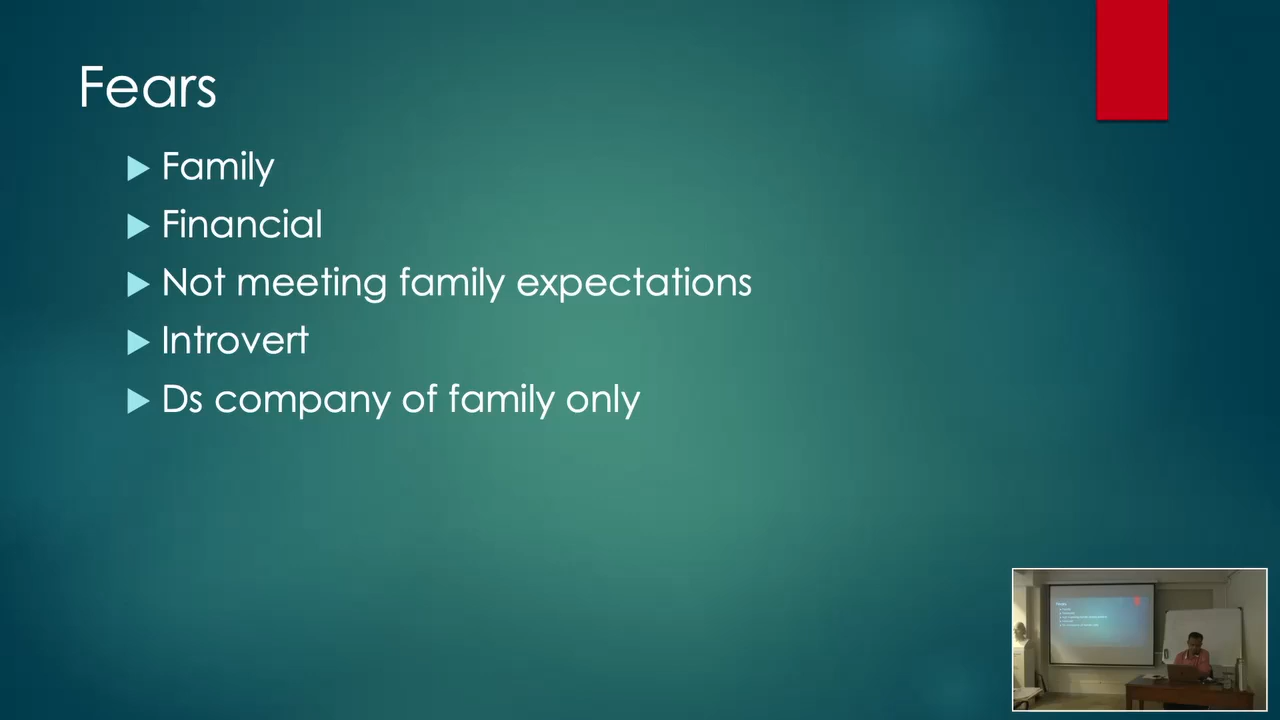 Fears
Family
Financial
Not meeting family expectations
Introvert
Ds company of family only